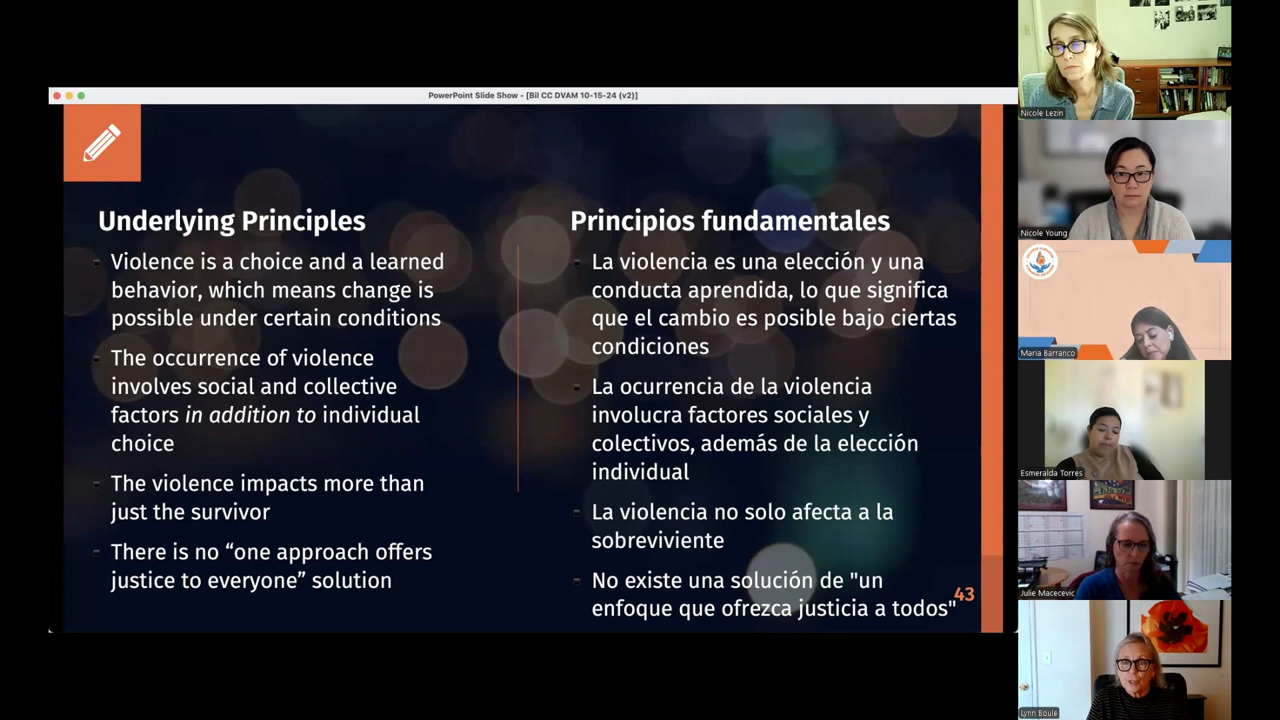 PowerPoint Slide Show - [Bil CC DVAM 10-15-24 (v2)]
Underlying Principles
Violence is a choice and a learned
behavior, which means change is
possible under certain conditions
The occurrence of violence
involves social and collective
factors in addition to individual
choice
The violence impacts more than
just the survivor
There is no “one approach offers
justice to everyone” solution
Principios fundamentales
La violencia es una elección y una
conducta aprendida, lo que significa
que el cambio es posible bajo ciertas
condiciones
La ocurrencia de la violencia
involucra factores sociales y
colectivos, además de la elección
individual
La violencia no solo afecta a la
sobreviviente
No existe una solución de "un
enfoque que ofrezca justicia a todos"
43
Nicole Lezin
Nicole Young
Maria Barranco
Esmeralda Torres
Julie Macecevic
Lynn Boule